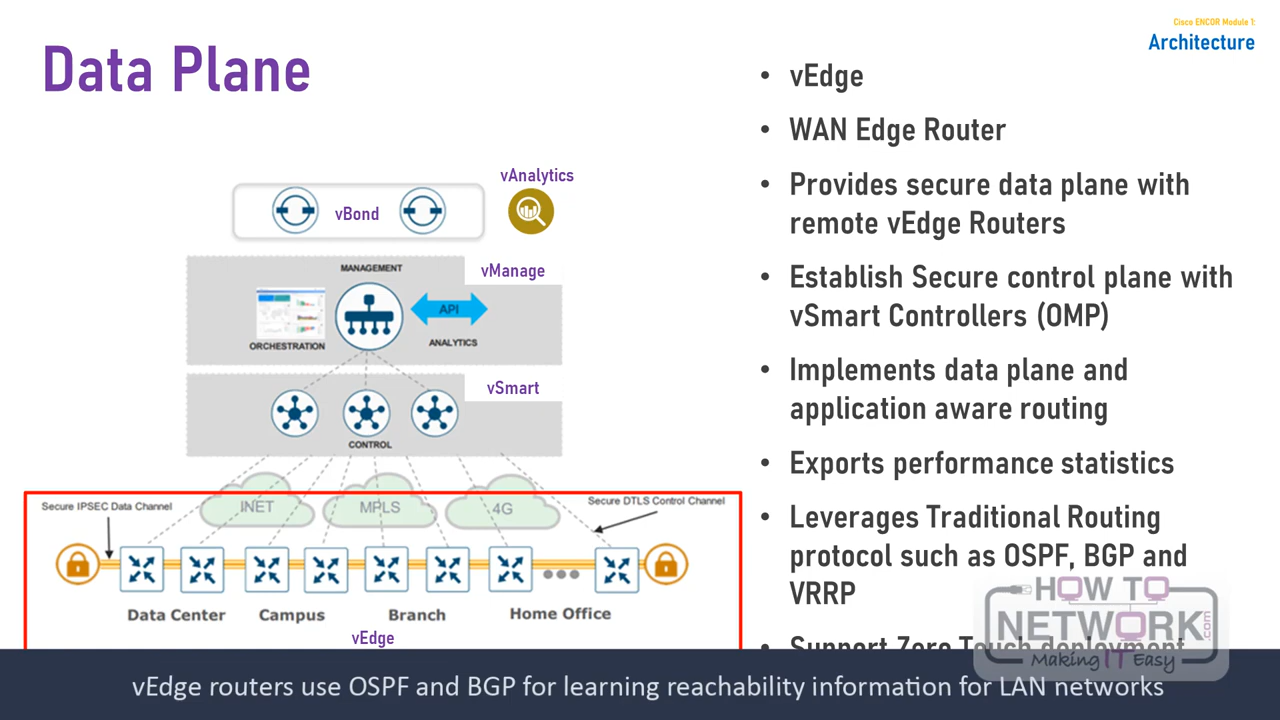 Cisco ENCOR Module 1:
Architecture
Data Plane
• vEdge
• WAN Edge Router
• Provides secure data plane with
remote vEdge Routers
• Establish Secure control plane with
vSmart Controllers (OMP)
• Implements data plane and
application aware routing
• Exports performance statistics
• Leverages Traditional Routing
protocol such as OSPF, BGP and
VRRP
• Support Zero Touch deployment
vAnalytics
vBond
MANAGEMENT
vManage
API
ORCHESTRATION
ANALYTICS
vSmart
CONTROL
INET
MPLS
4G
Secure IPSEC Data Channel
Secure DTLS Control Channel
Data Center
Campus
Branch
Home Office
vEdge
HOW TO
NETWORK.com
Making IT Easy
vEdge routers use OSPF and BGP for learning reachability information for LAN networks